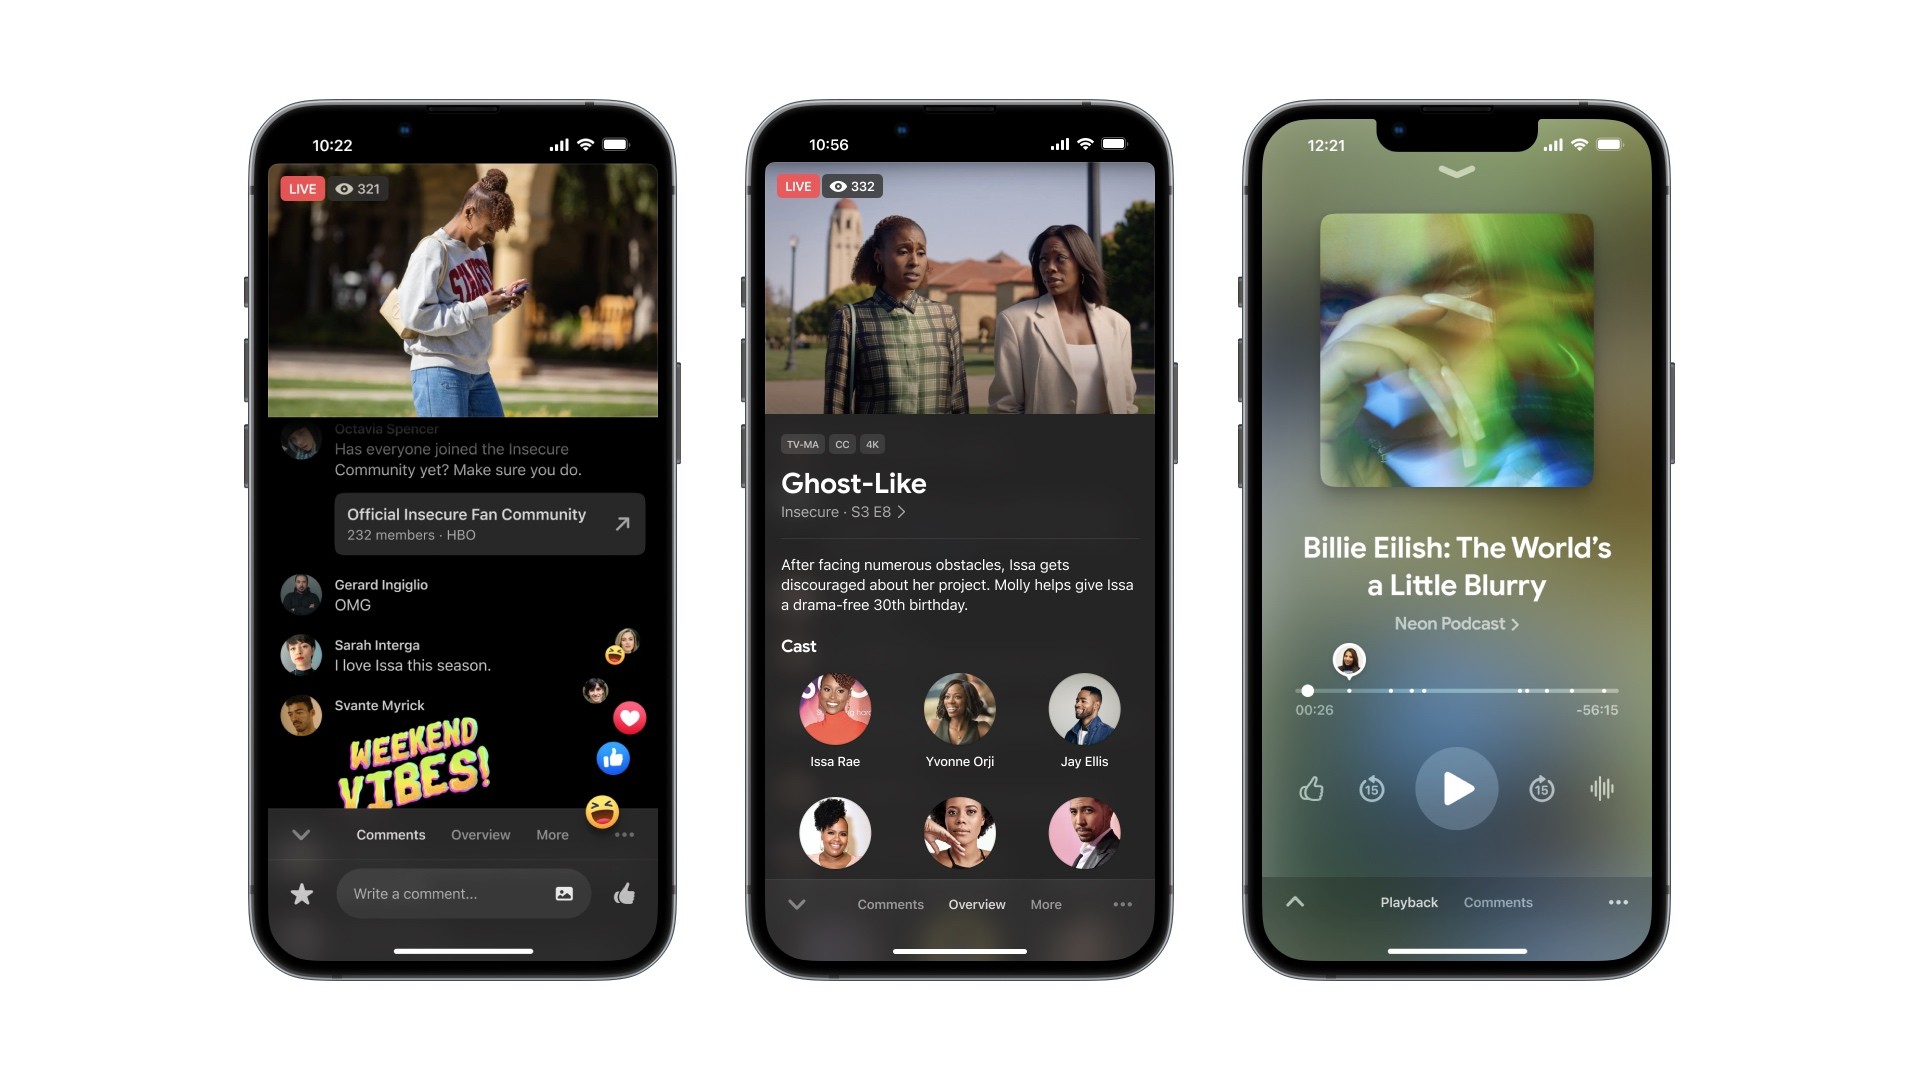 10:22
LIVE
321
Octavia Spencer
Has everyone joined the Insecure
Community yet? Make sure you do.
Official Insecure Fan Community
232 members · HBO
Gerard Ingiglio
OMG
Sarah Interga
I love Issa this season.
Svante Myrick
WEEKEND
VIBES!
Comments Overview More
Write a comment...
10:56
LIVE
332
TV-MA CC 4K
Ghost-Like
Insecure · S3 E8
After facing numerous obstacles, Issa gets
discouraged about her project. Molly helps give Issa
a drama-free 30th birthday.
Cast
Issa Rae Yvonne Orji Jay Ellis
Comments Overview More
12:21
Billie Eilish: The World’s
a Little Blurry
Neon Podcast
00:26 -56:15
15 15
Playback Comments